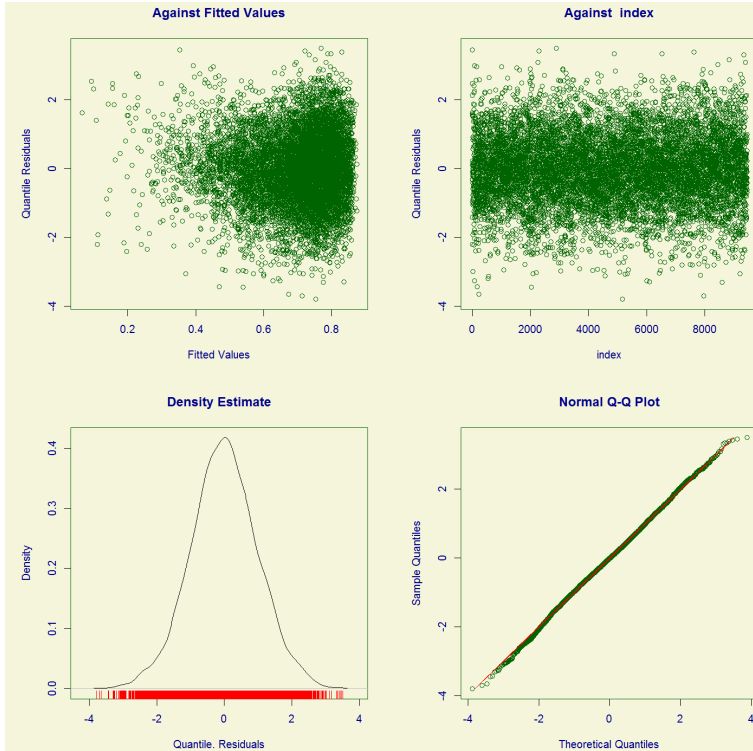 Against Fitted Values
Quantile Residuals
2
0
-2
-4
0.2 0.4 0.6 0.8
Fitted Values
Against index
Quantile Residuals
2
0
-2
-4
0 2000 4000 6000 8000
index
Density Estimate
Density
0.4
0.3
0.2
0.1
0.0
-4 -2 0 2 4
Quantile. Residuals
Normal Q-Q Plot
Sample Quantiles
2
0
-2
-4
-4 -2 0 2 4
Theoretical Quantiles